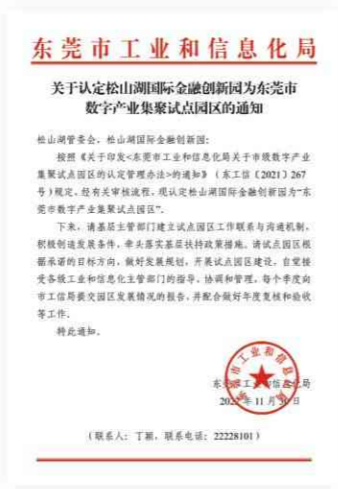 东莞市工业和信息化局
关于认定松山湖国际金融创新园为东莞市
数字产业集聚试点园区的通知
松山湖管委会、松山湖国际金融创新园:
按照《关于印发<东莞市工业和信息化局关于市级数字产业
集聚试点园区的认定管理办法>的通知》(东工信〔2021〕267
号)规定,经有关审核流程,现认定松山湖国际金融创新园为“东
莞市数字产业集聚试点园区”。
下来,请基层主管部门建立试点园区工作联系与沟通机制,
积极创造发展条件,牵头落实基层扶持政策措施。请试点园区根
据承诺的目标方向,做好发展规划,开展试点园区建设,自觉接
受各级工业和信息化主管部门的指导、协调和管理,每个季度向
市工信局提交园区发展情况的报告,并配合做好年度复核和验收
等工作。
特此通知。
东莞市工业和信息化局
11月 日
(联系人:丁颖,联系电话:22228101)